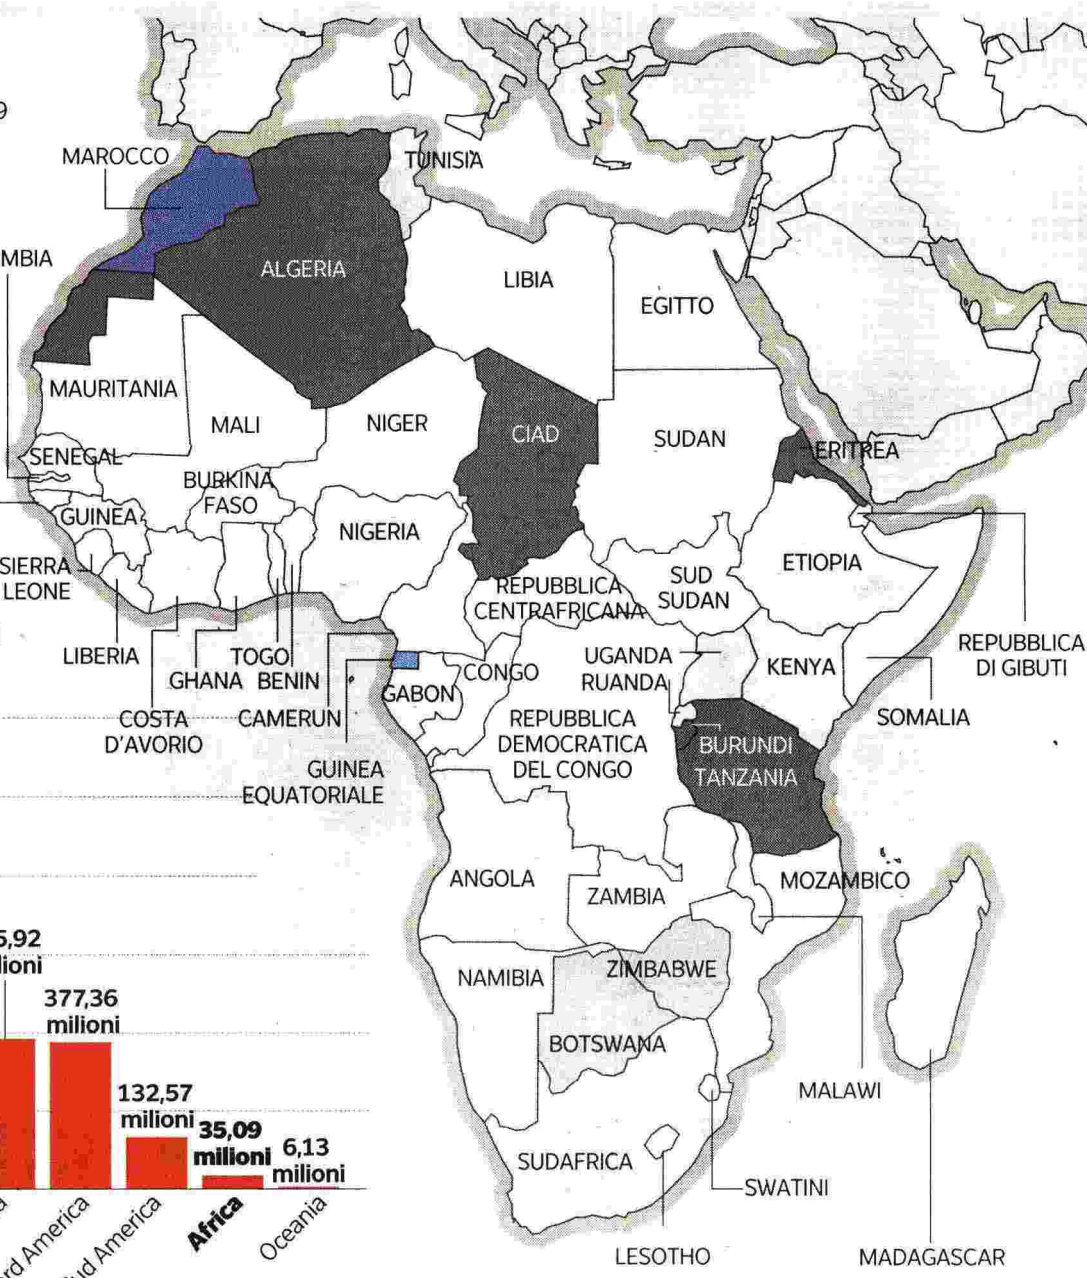 9
MAROCCO
TUNISIA
MBIA
ALGERIA
LIBIA
EGITTO
MAURITANIA
MALI
NIGER
CIAD
SUDAN
ERITREA
SENEGAL
BURKINA
FASO
GUINEA
NIGERIA
SIERRA
LEONE
ETIOPIA
REPUBBLICA
CENTRAFRICANA
SUD
SUDAN
LIBERIA
TOGO
GHANA
BENIN
COSTA
D'AVORIO
CAMERUN
GUINEA
EQUATORIALE
GABON
CONGO
UGANDA
RUANDA
KENYA
REPUBBLICA
DI GIBUTI
SOMALIA
REPUBBLICA
DEMOCRATICA
DEL CONGO
BURUNDI
TANZANIA
ANGOLA
ZAMBIA
MOZAMBICO
NAMIBIA
ZIMBABWE
BOTSWANA
MALAWI
SUDAFRICA
SWATINI
LESOTHO
MADAGASCAR
5,92
lioni
377,36
milioni
132,57
milioni
35,09
milioni
6,13
milioni
a
ord America
Sud America
Africa
Oceania